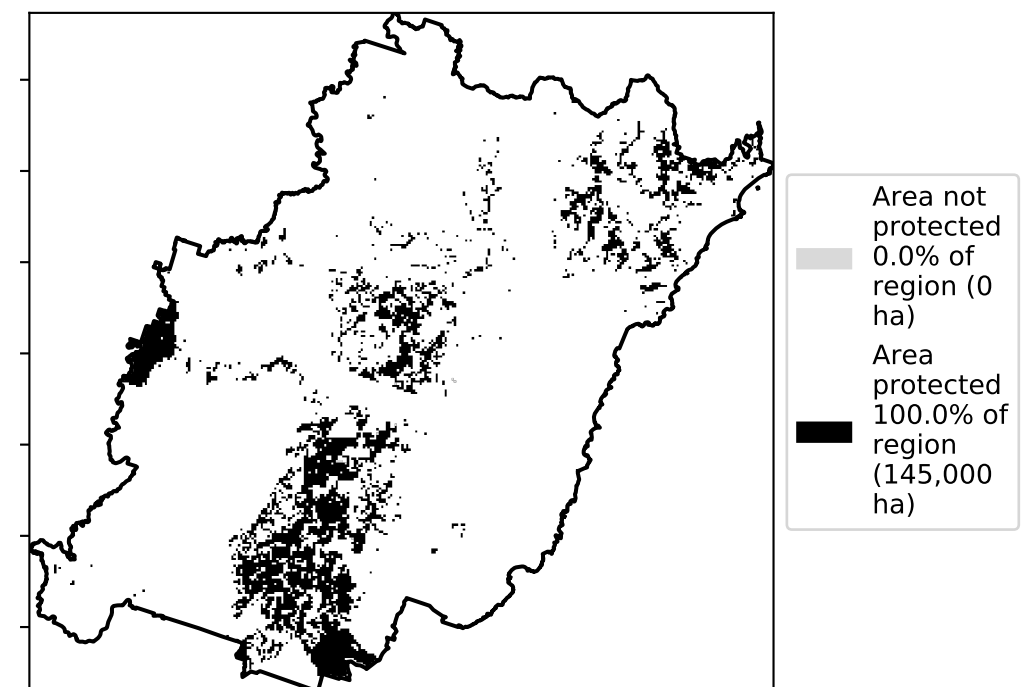 Area not
protected
0.0% of
region (0
ha)
Area
protected
100.0% of
region
(145,000
ha)